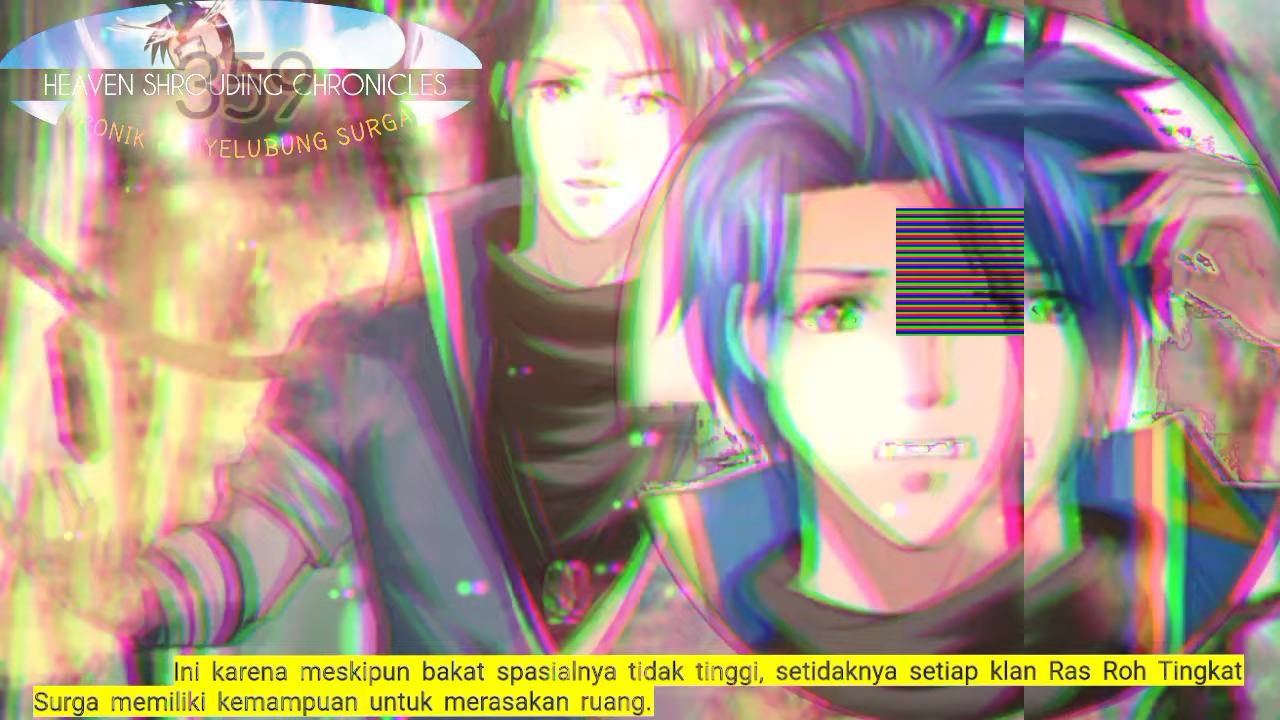 359
HEAVEN SHROUDING CHRONICLES
SURGA
Ini karena meskipun bakat spasialnya tidak tinggi, setidaknya setiap klan Ras Roh Tingkat
Surga memiliki kemampuan untuk merasakan ruang.